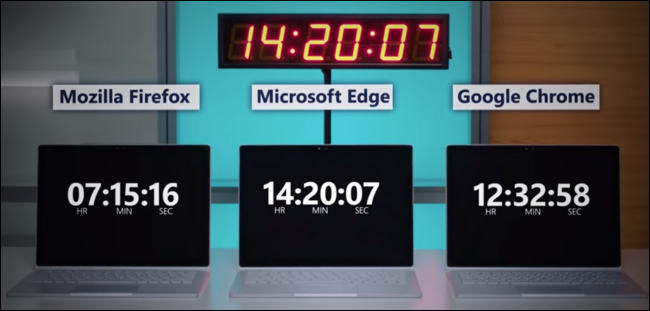 14:20:07
Mozilla Firefox
Microsoft Edge
Google Chrome
07:15:16
HR MIN SEC
14:20:07
HR MIN SEC
12:32:58
HR MIN SEC